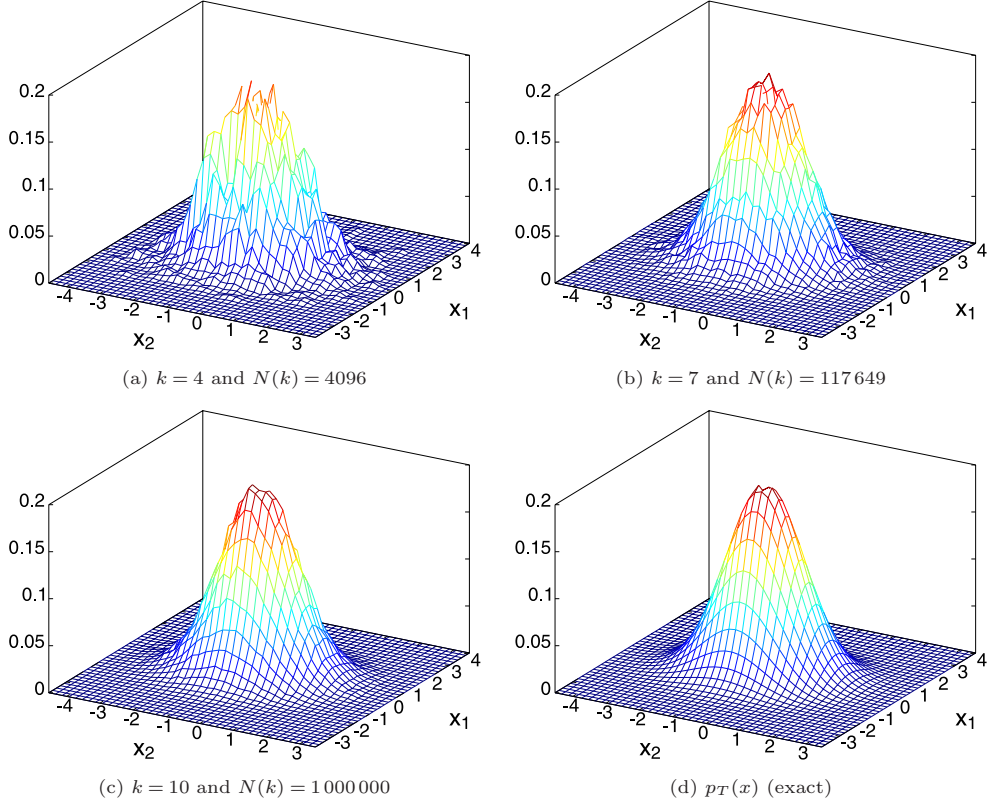 0.2
0.15
0.1
0.05
0
-4 -3 -2 -1 0 1 2 3
x2
-3 -2 -1 0 1 2 3 4
x1
(a) k = 4 and N(k) = 4096
0.2
0.15
0.1
0.05
0
-4 -3 -2 -1 0 1 2 3
x2
-3 -2 -1 0 1 2 3 4
x1
(b) k = 7 and N(k) = 117 649
0.2
0.15
0.1
0.05
0
-4 -3 -2 -1 0 1 2 3
x2
-3 -2 -1 0 1 2 3 4
x1
(c) k = 10 and N(k) = 1 000 000
0.2
0.15
0.1
0.05
0
-4 -3 -2 -1 0 1 2 3
x2
-3 -2 -1 0 1 2 3 4
x1
(d) pT(x) (exact)